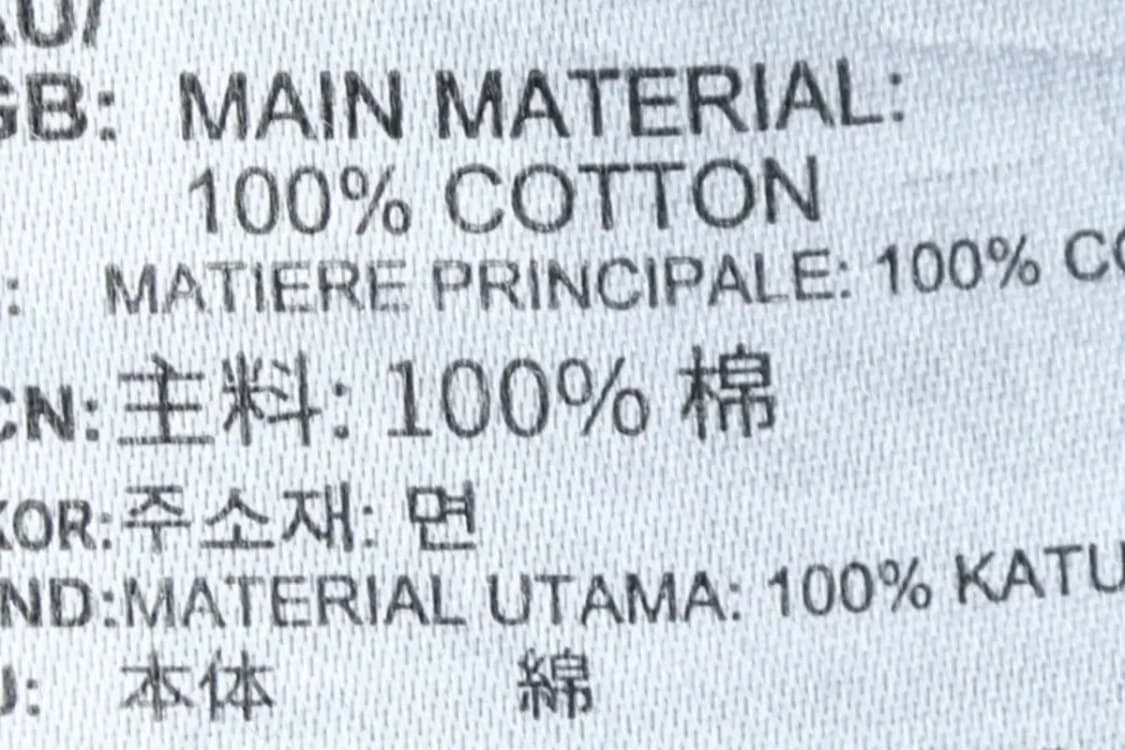 GB: MAIN MATERIAL:
100% COTTON
: MATIERE PRINCIPALE: 100%
CN: 主料: 100% 棉
KOR: 주소재: 면
MATERIAL UTAMA: 100%
本体 綿